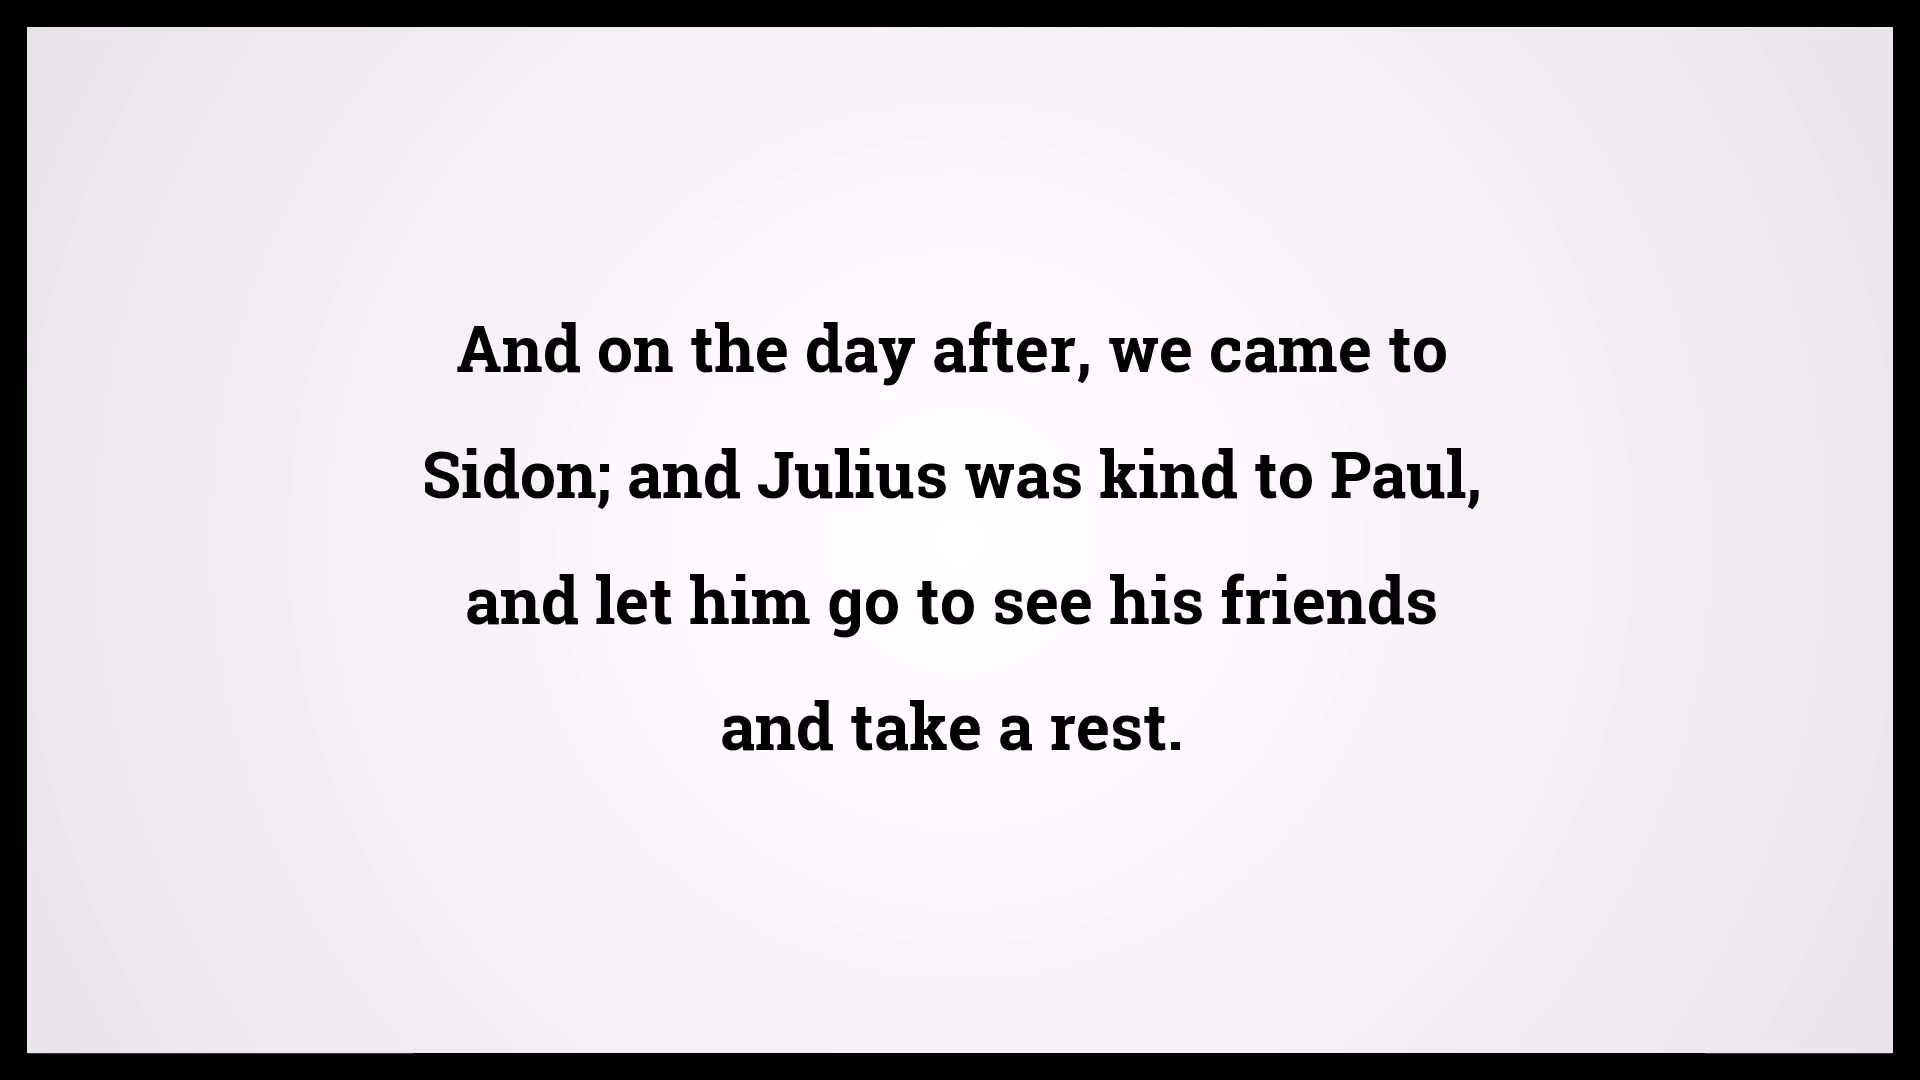 And on the day after, we came to
Sidon; and Julius was kind to Paul,
and let him go to see his friends
and take a rest.